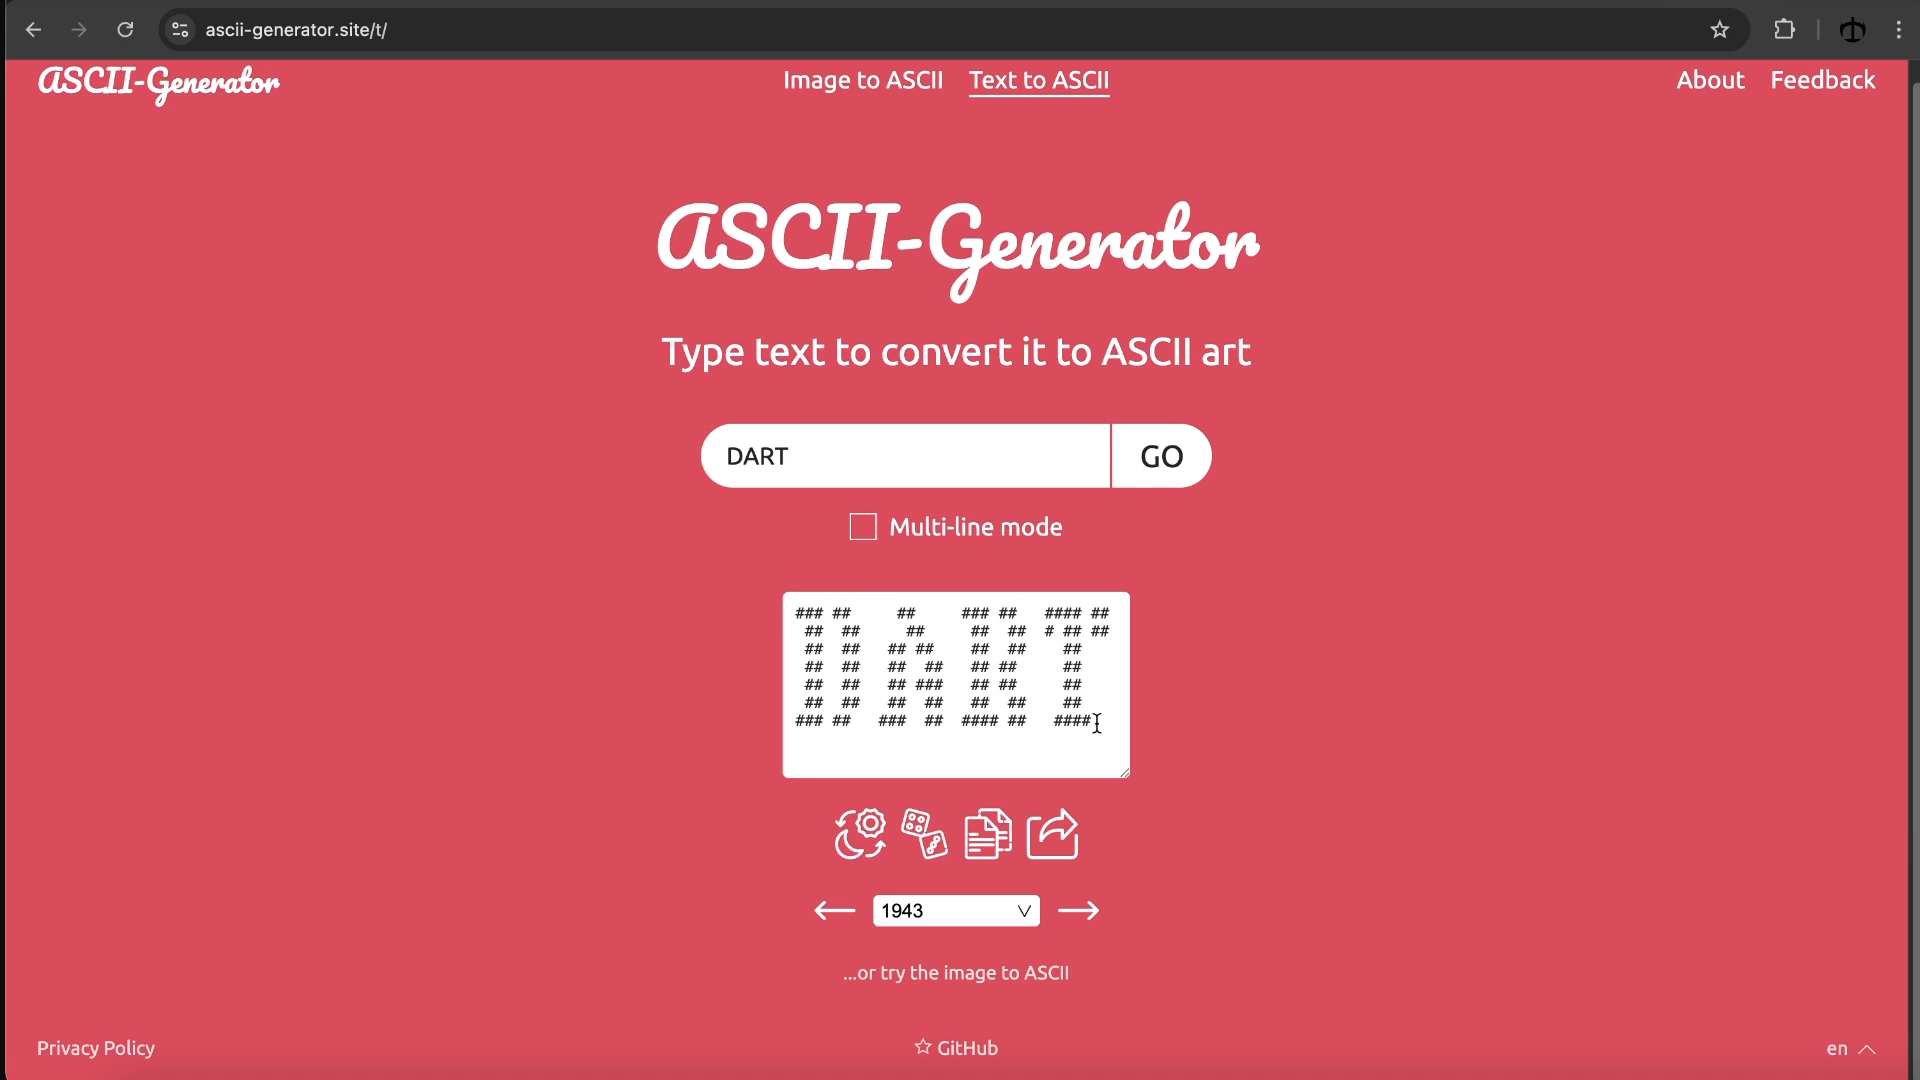 ascii-generator.site/t/
ASCII-Generator
Image to ASCII Text to ASCII
About Feedback
ASCII-Generator
Type text to convert it to ASCII art
DART
GO
Multi-line mode
### ##     ##     ### ##   #### ##
 ##  ##     ##     ##  ##  # ## ##
 ##  ##   ## ##    ##  ##    ##
 ##  ##   ##  ##   ## ##     ##
 ##  ##   ## ###   ## ##     ##
 ##  ##   ##  ##   ##  ##    ##
### ##   ###  ##  #### ##   ####
1943
...or try the image to ASCII
Privacy Policy
GitHub
en